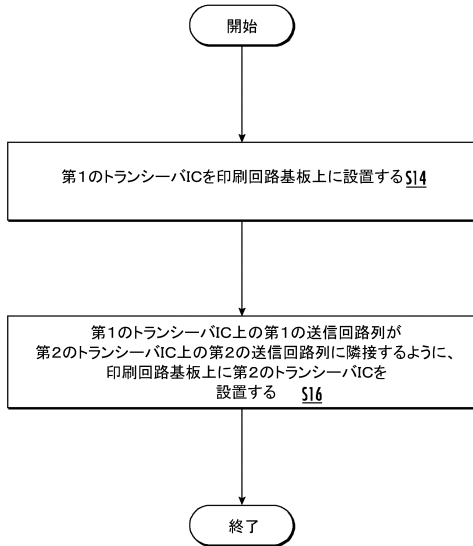 開始
第1のトランシーバICを印刷回路基板上に設置する S14
第1のトランシーバIC上の第1の送信回路列が
第2のトランシーバIC上の第2の送信回路列に隣接するように、
印刷回路基板上に第2のトランシーバICを
設置する S16
終了